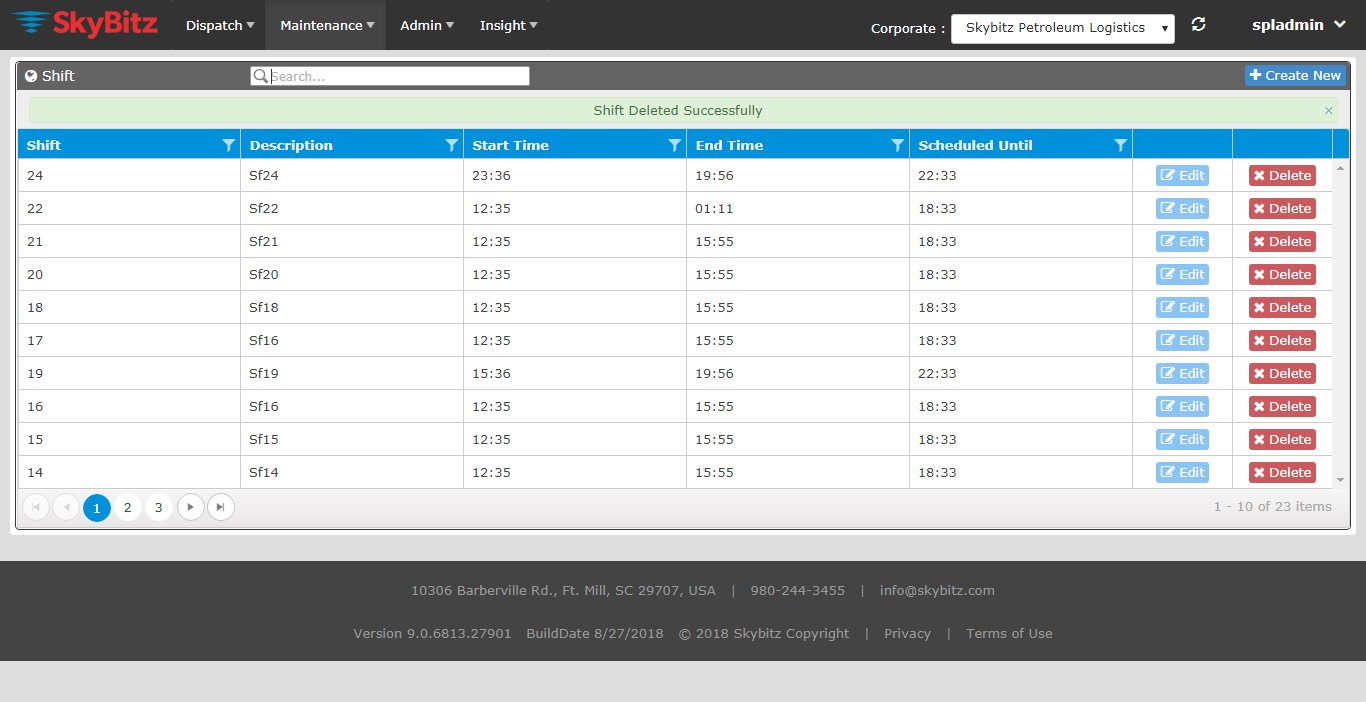 SkyBitz Dispatch Maintenance Admin Insight Corporate : Skybitz Petroleum Logistics spladmin
Shift Search... Create New
Shift Deleted Successfully ×
Shift Description Start Time End Time Scheduled Until
24 Sf24 23:36 19:56 22:33 Edit Delete
22 Sf22 12:35 01:11 18:33 Edit Delete
21 Sf21 12:35 15:55 18:33 Edit Delete
20 Sf20 12:35 15:55 18:33 Edit Delete
18 Sf18 12:35 15:55 18:33 Edit Delete
17 Sf16 12:35 15:55 18:33 Edit Delete
19 Sf19 15:36 19:56 22:33 Edit Delete
16 Sf16 12:35 15:55 18:33 Edit Delete
15 Sf15 12:35 15:55 18:33 Edit Delete
14 Sf14 12:35 15:55 18:33 Edit Delete
1 2 3 1 - 10 of 23 items
10306 Barberville Rd., Ft. Mill, SC 29707, USA | 980-244-3455 | info@skybitz.com
Version 9.0.6813.27901 BuildDate 8/27/2018 © 2018 Skybitz Copyright | Privacy | Terms of Use